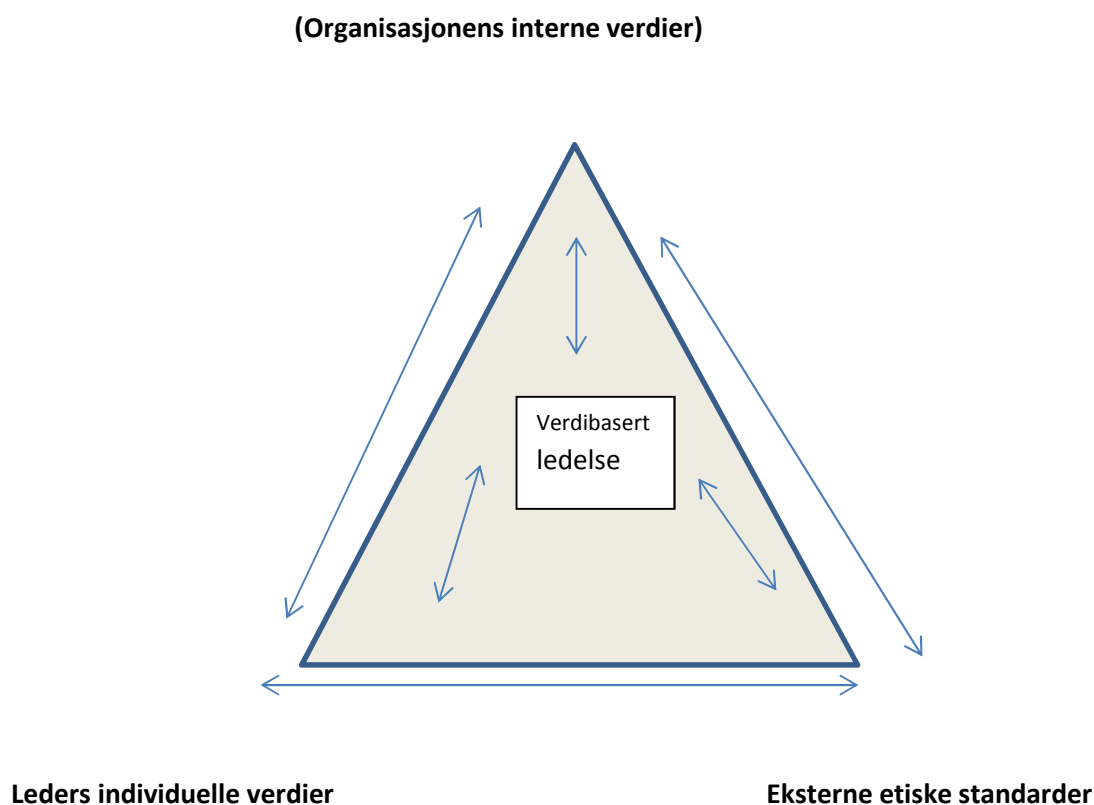 (Organisasjonens interne verdier)
Verdibasert
ledelse
Leders individuelle verdier
Eksterne etiske standarder